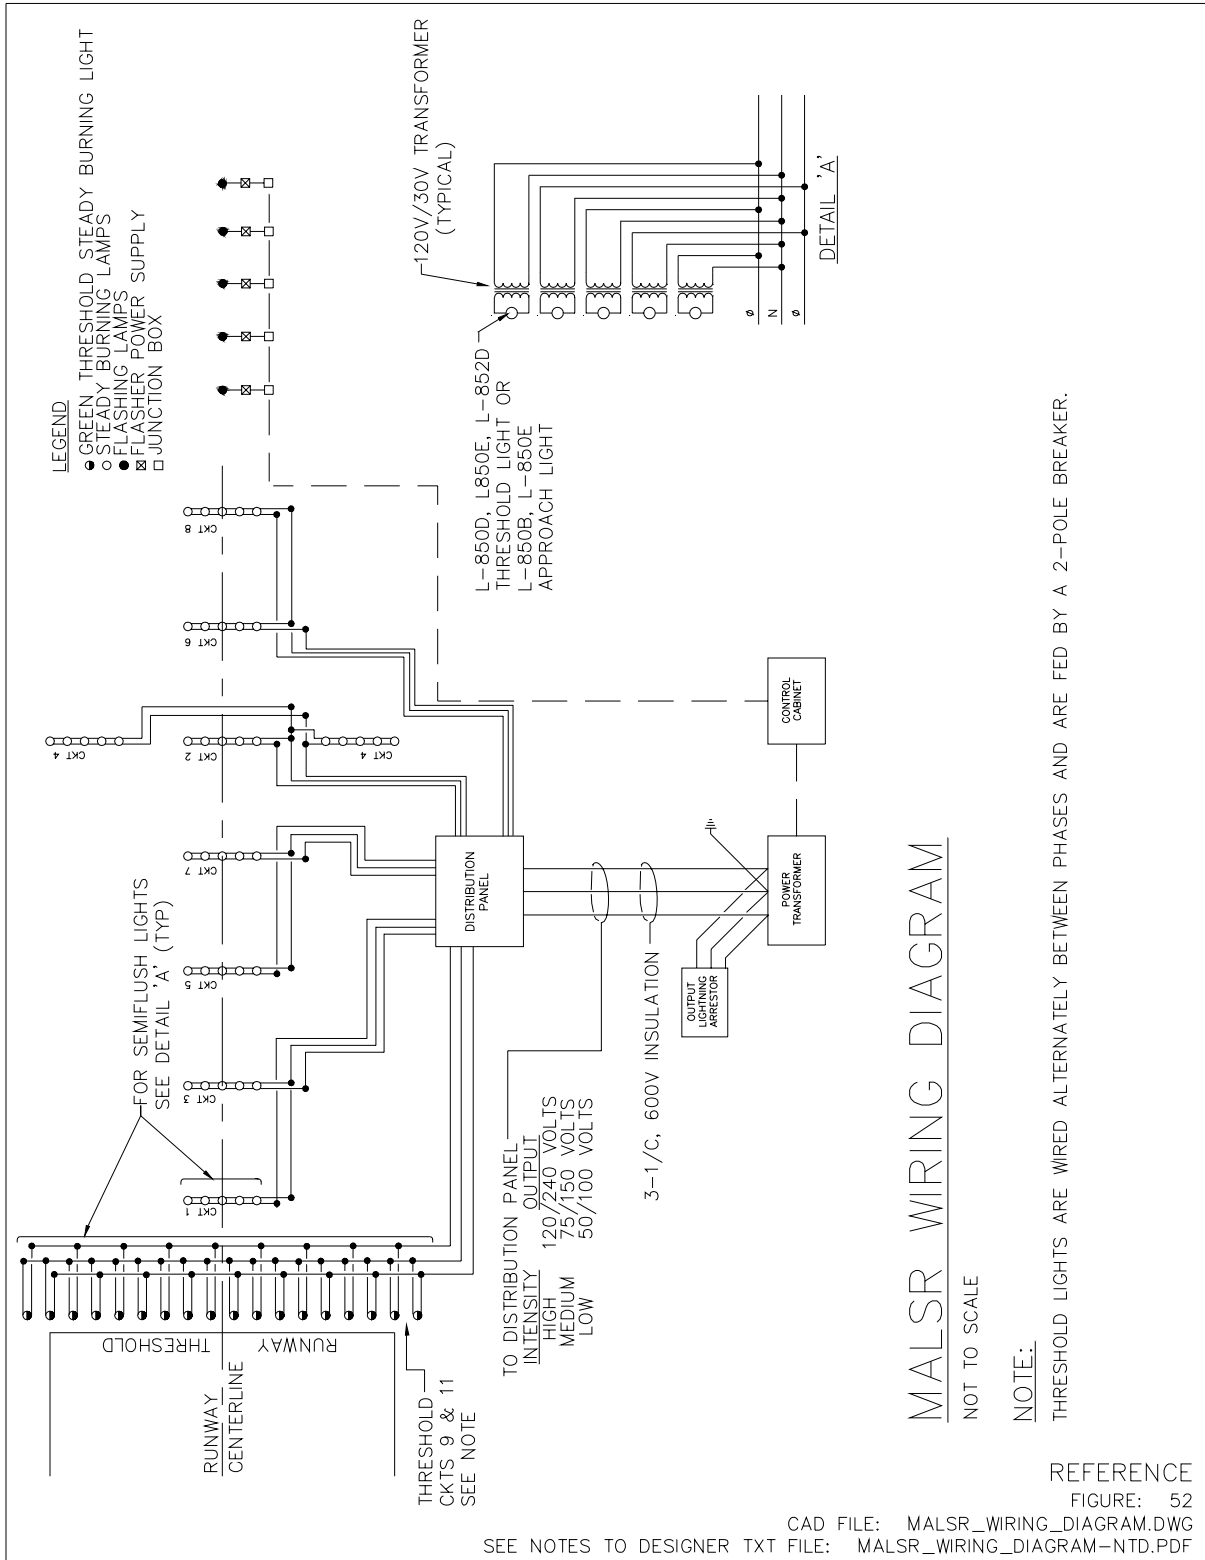 LEGEND
GREEN THRESHOLD STEADY BURNING LIGHT
STEADY BURNING LAMPS
FLASHING LAMPS
FLASHER POWER SUPPLY
JUNCTION BOX
FOR SEMIFLUSH LIGHTS
SEE DETAIL 'A' (TYP)
CKT 1
CKT 3
CKT 5
CKT 7
CKT 2
CKT 4
CKT 4
CKT 6
CKT 8
THRESHOLD
RUNWAY
RUNWAY
CENTERLINE
THRESHOLD
CKTS 9 & 11
SEE NOTE
DISTRIBUTION
PANEL
120V/30V TRANSFORMER
(TYPICAL)
L-850D, L850E, L-852D
THRESHOLD LIGHT OR
L-850B, L-850E
APPROACH LIGHT
Ø
N
Ø
DETAIL 'A'
TO DISTRIBUTION PANEL
INTENSITY OUTPUT
HIGH 120/240 VOLTS
MEDIUM 75/150 VOLTS
LOW 50/100 VOLTS
3-1/C, 600V INSULATION
OUTPUT
LIGHTNING
ARRESTOR
POWER
TRANSFORMER
CONTROL
CABINET
MALSR WIRING DIAGRAM
NOT TO SCALE
NOTE:
THRESHOLD LIGHTS ARE WIRED ALTERNATELY BETWEEN PHASES AND ARE FED BY A 2-POLE BREAKER.
REFERENCE
FIGURE: 52
CAD FILE: MALSR_WIRING_DIAGRAM.DWG
SEE NOTES TO DESIGNER TXT FILE: MALSR_WIRING_DIAGRAM-NTD.PDF